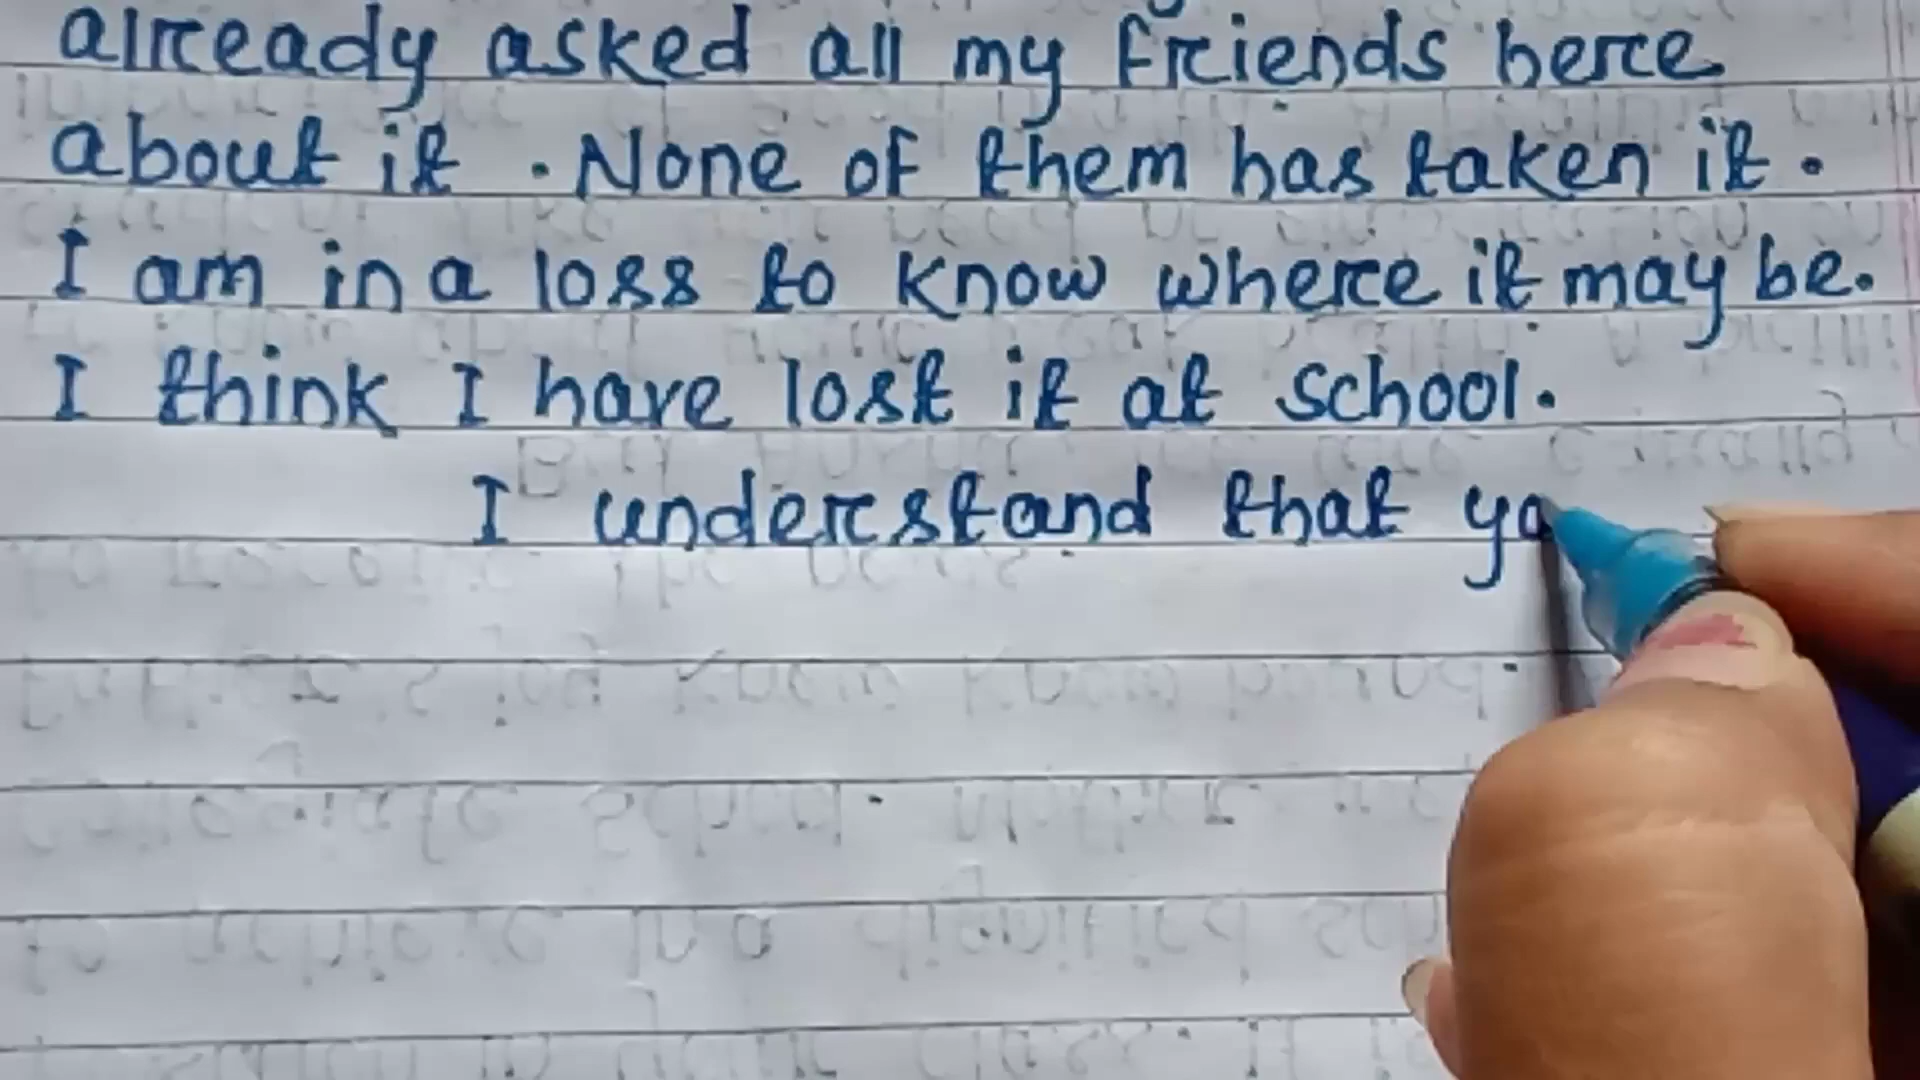 already asked all my friends here
about it . None of them has taken it .
I am in a loss to know where it may be.
I think I have lost it at school.
I understand that yo